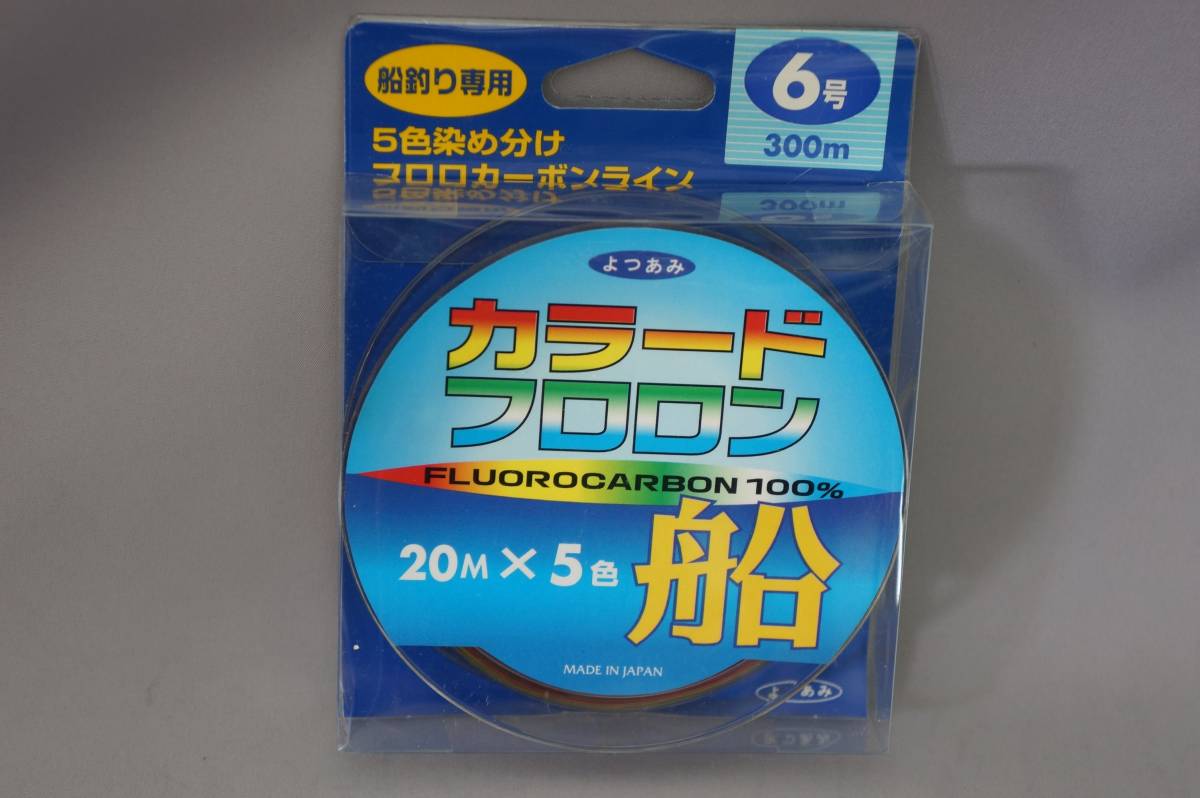 船釣り専用
6号
300m
5色染め分け
フロロカーボンライン
よつあみ
カラード
フロロン
FLUOROCARBON 100%
20M×5色
船
MADE IN JAPAN
よつあみ